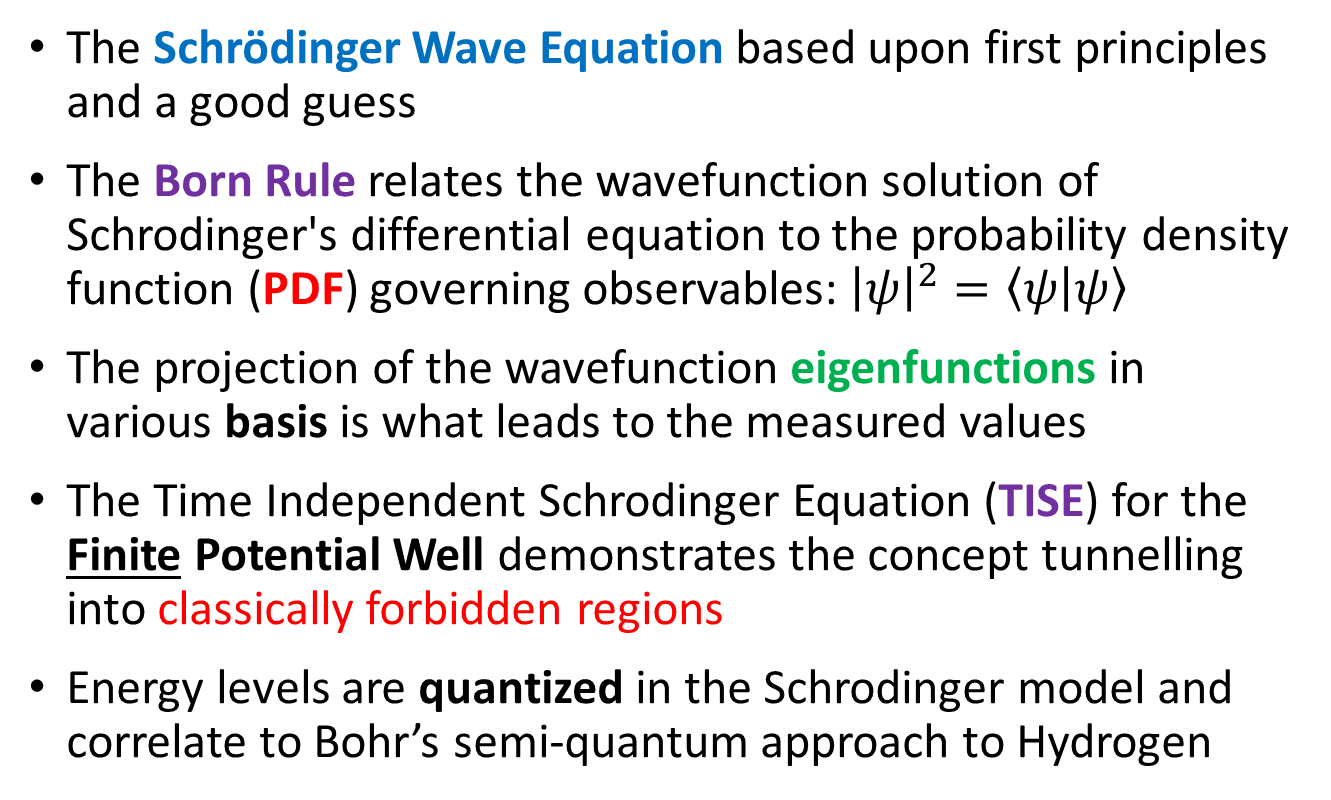 • The Schrödinger Wave Equation based upon first principles
and a good guess
• The Born Rule relates the wavefunction solution of
Schrodinger's differential equation to the probability density
function (PDF) governing observables: |𝜓|² = ⟨𝜓|𝜓⟩
• The projection of the wavefunction eigenfunctions in
various basis is what leads to the measured values
• The Time Independent Schrodinger Equation (TISE) for the
Finite Potential Well demonstrates the concept tunnelling
into classically forbidden regions
• Energy levels are quantized in the Schrodinger model and
correlate to Bohr’s semi-quantum approach to Hydrogen